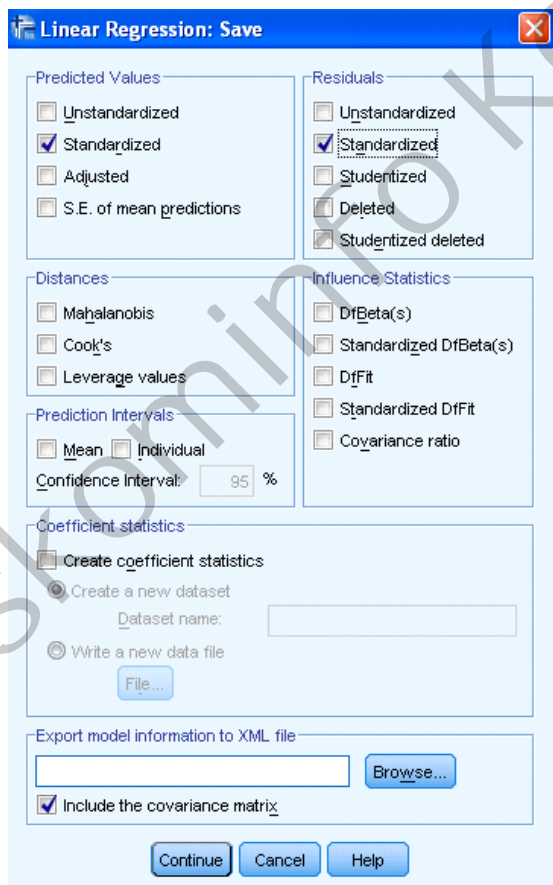 Linear Regression: Save
Predicted Values
Unstandardized
Standardized
Adjusted
S.E. of mean predictions
Residuals
Unstandardized
Standardized
Studentized
Deleted
Studentized deleted
Distances
Mahalanobis
Cook's
Leverage values
Influence Statistics
DfBeta(s)
Standardized DfBeta(s)
DfFit
Standardized DfFit
Covariance ratio
Prediction Intervals
Mean Individual
Confidence Interval: 95 %
Coefficient statistics
Create coefficient statistics
Create a new dataset
Dataset name:
Write a new data file
File...
Export model information to XML file
Browse...
Include the covariance matrix
Continue Cancel Help